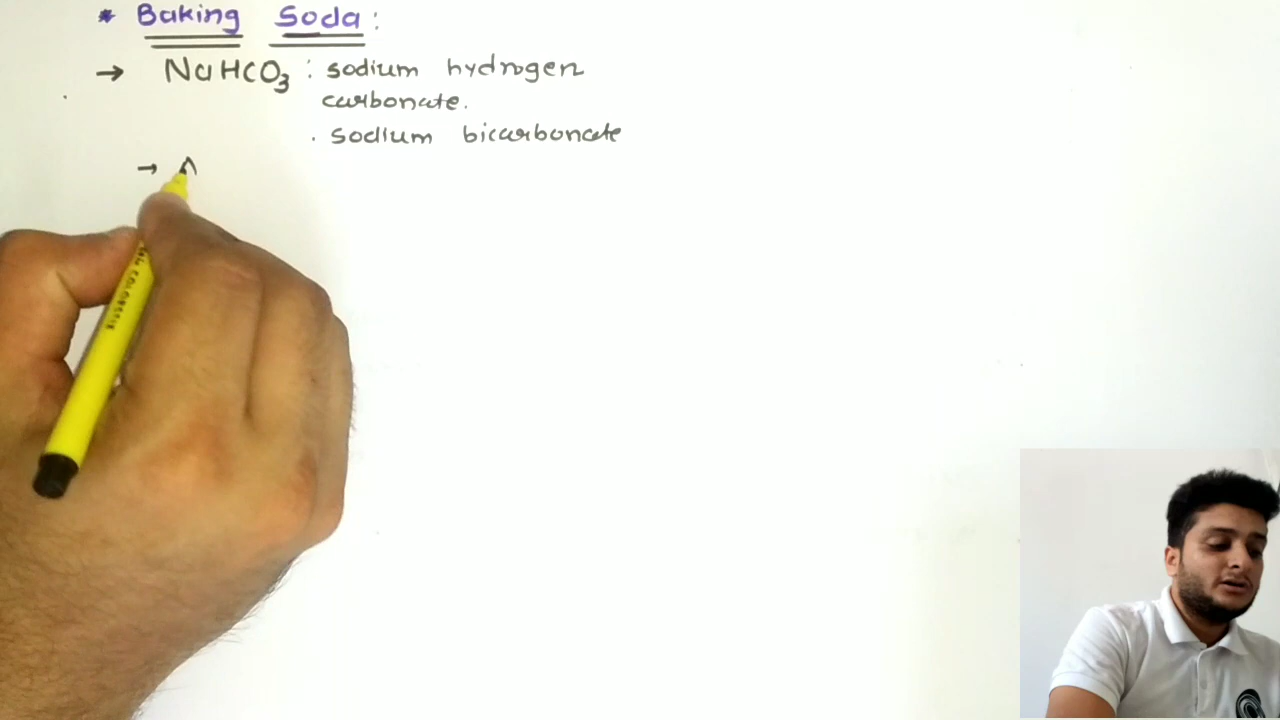 * Baking Soda:
→ NaHCO₃ : sodium hydrogen
carbonate.
. sodium bicarbonate
→